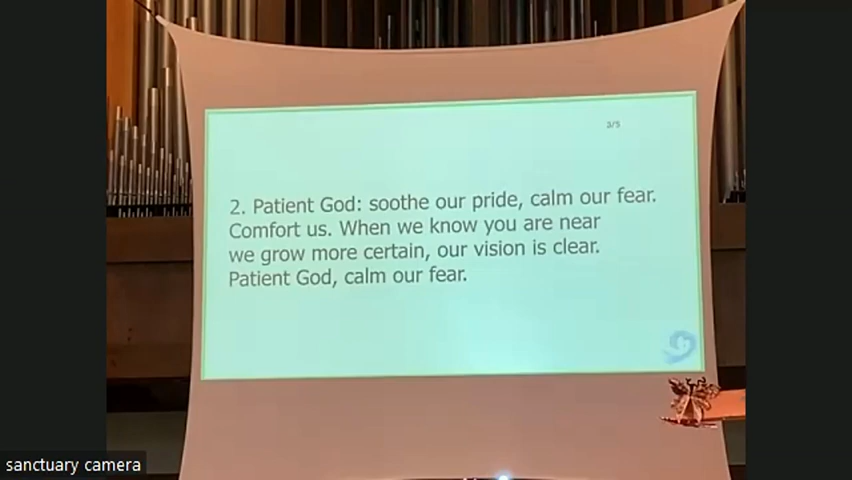 3/5
2. Patient God: soothe our pride, calm our fear.
Comfort us. When we know you are near
we grow more certain, our vision is clear.
Patient God, calm our fear.
sanctuary camera